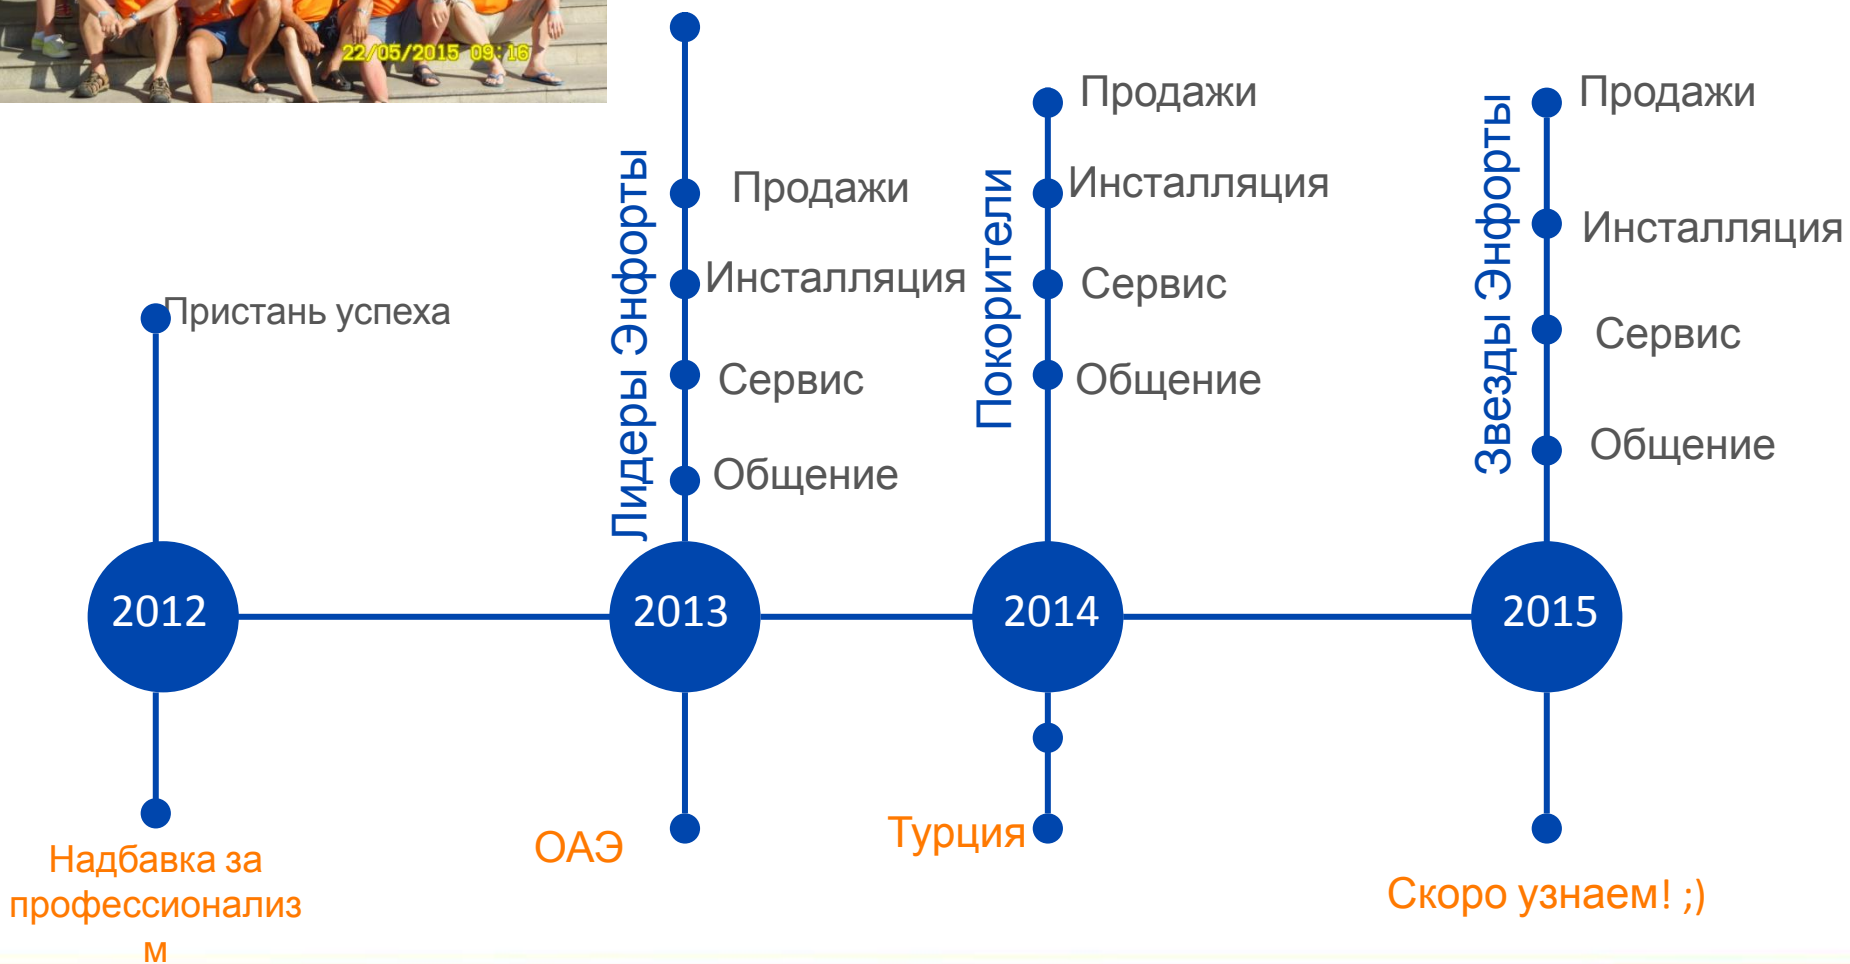 22/05/2015 09:16
Пристань успеха
2012
Надбавка за
профессионализ
м
Лидеры Энфорты
Продажи
Инсталляция
Сервис
Общение
2013
ОАЭ
Покорители
Продажи
Инсталляция
Сервис
Общение
2014
Турция
Звезды Энфорты
Продажи
Инсталляция
Сервис
Общение
2015
Скоро узнаем! ;)